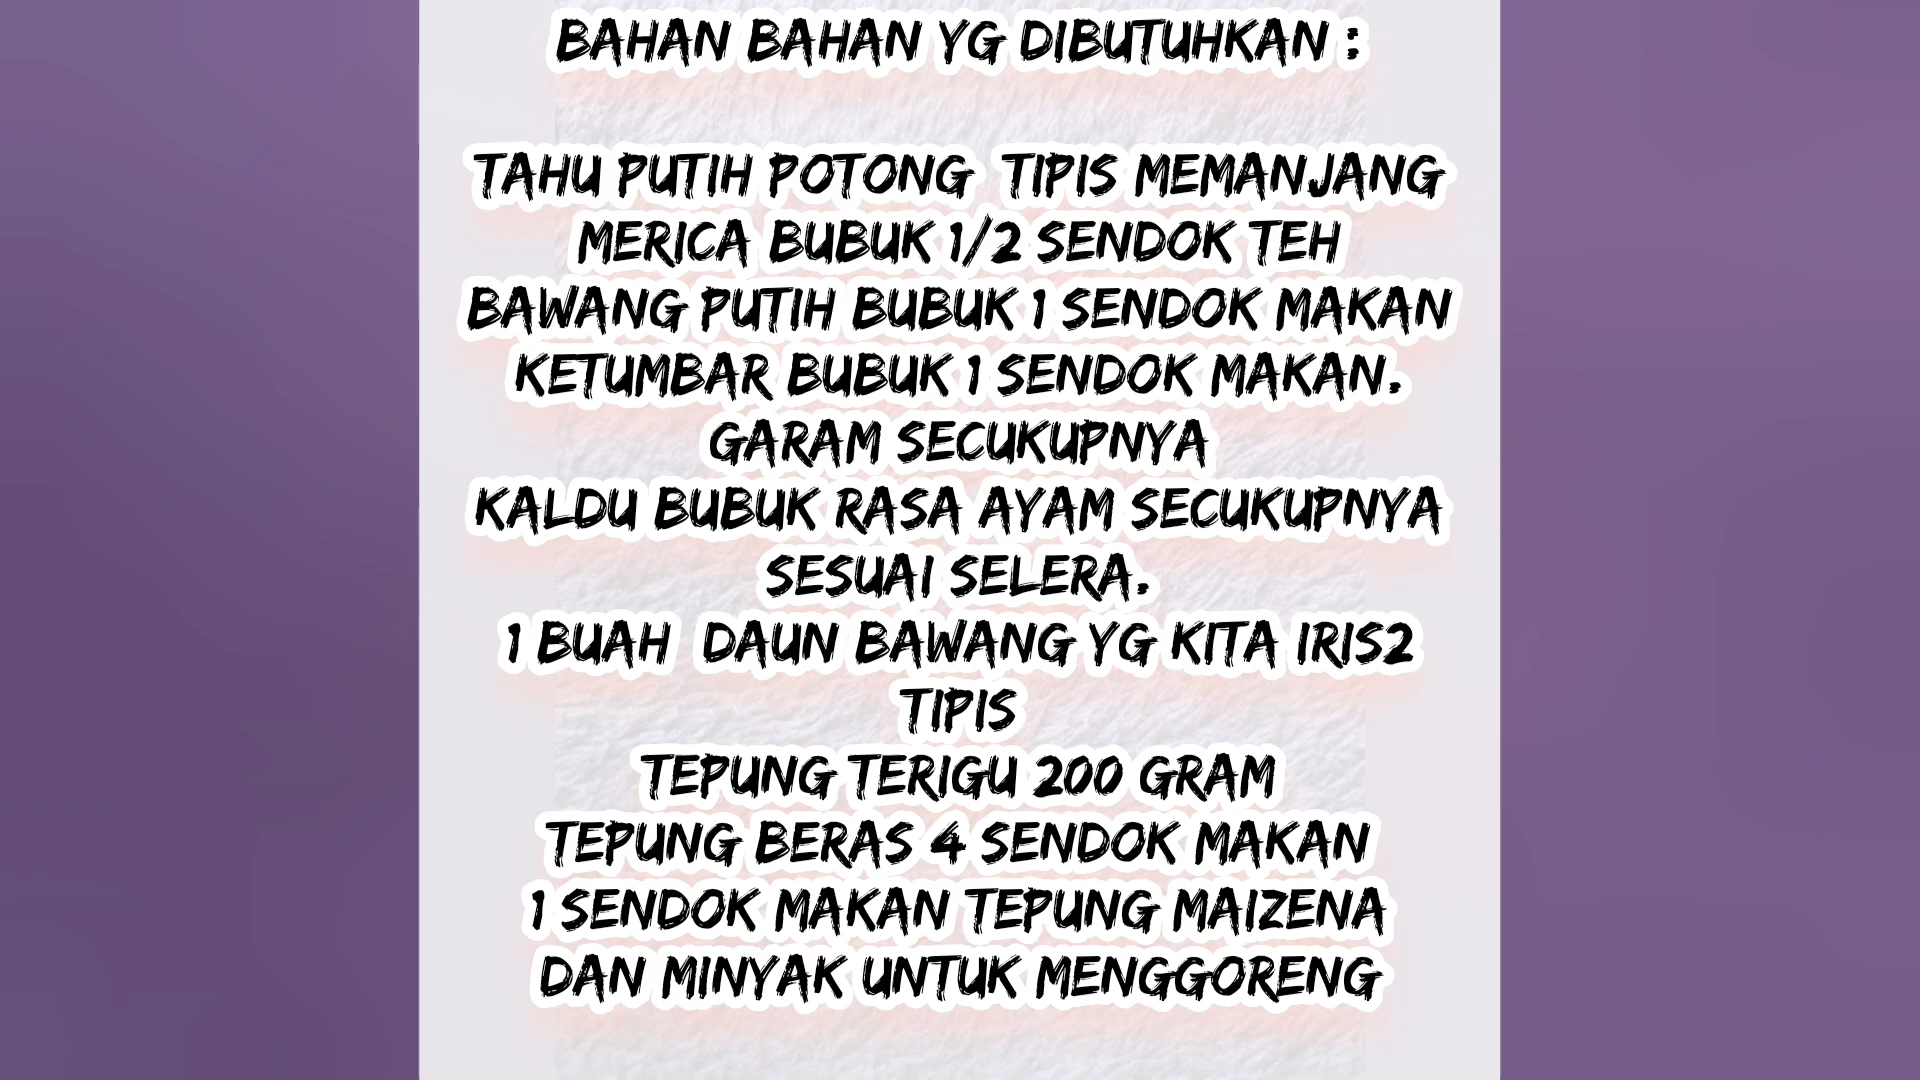 BAHAN BAHAN YG DIBUTUHKAN :
TAHU PUTIH POTONG TIPIS MEMANJANG
MERICA BUBUK 1/2 SENDOK TEH
BAWANG PUTIH BUBUK 1 SENDOK MAKAN
KETUMBAR BUBUK 1 SENDOK MAKAN.
GARAM SECUKUPNYA
KALDU BUBUK RASA AYAM SECUKUPNYA
SESUAI SELERA.
1 BUAH DAUN BAWANG YG KITA IRIS2
TIPIS
TEPUNG TERIGU 200 GRAM
TEPUNG BERAS 4 SENDOK MAKAN
1 SENDOK MAKAN TEPUNG MAIZENA
DAN MINYAK UNTUK MENGGORENG